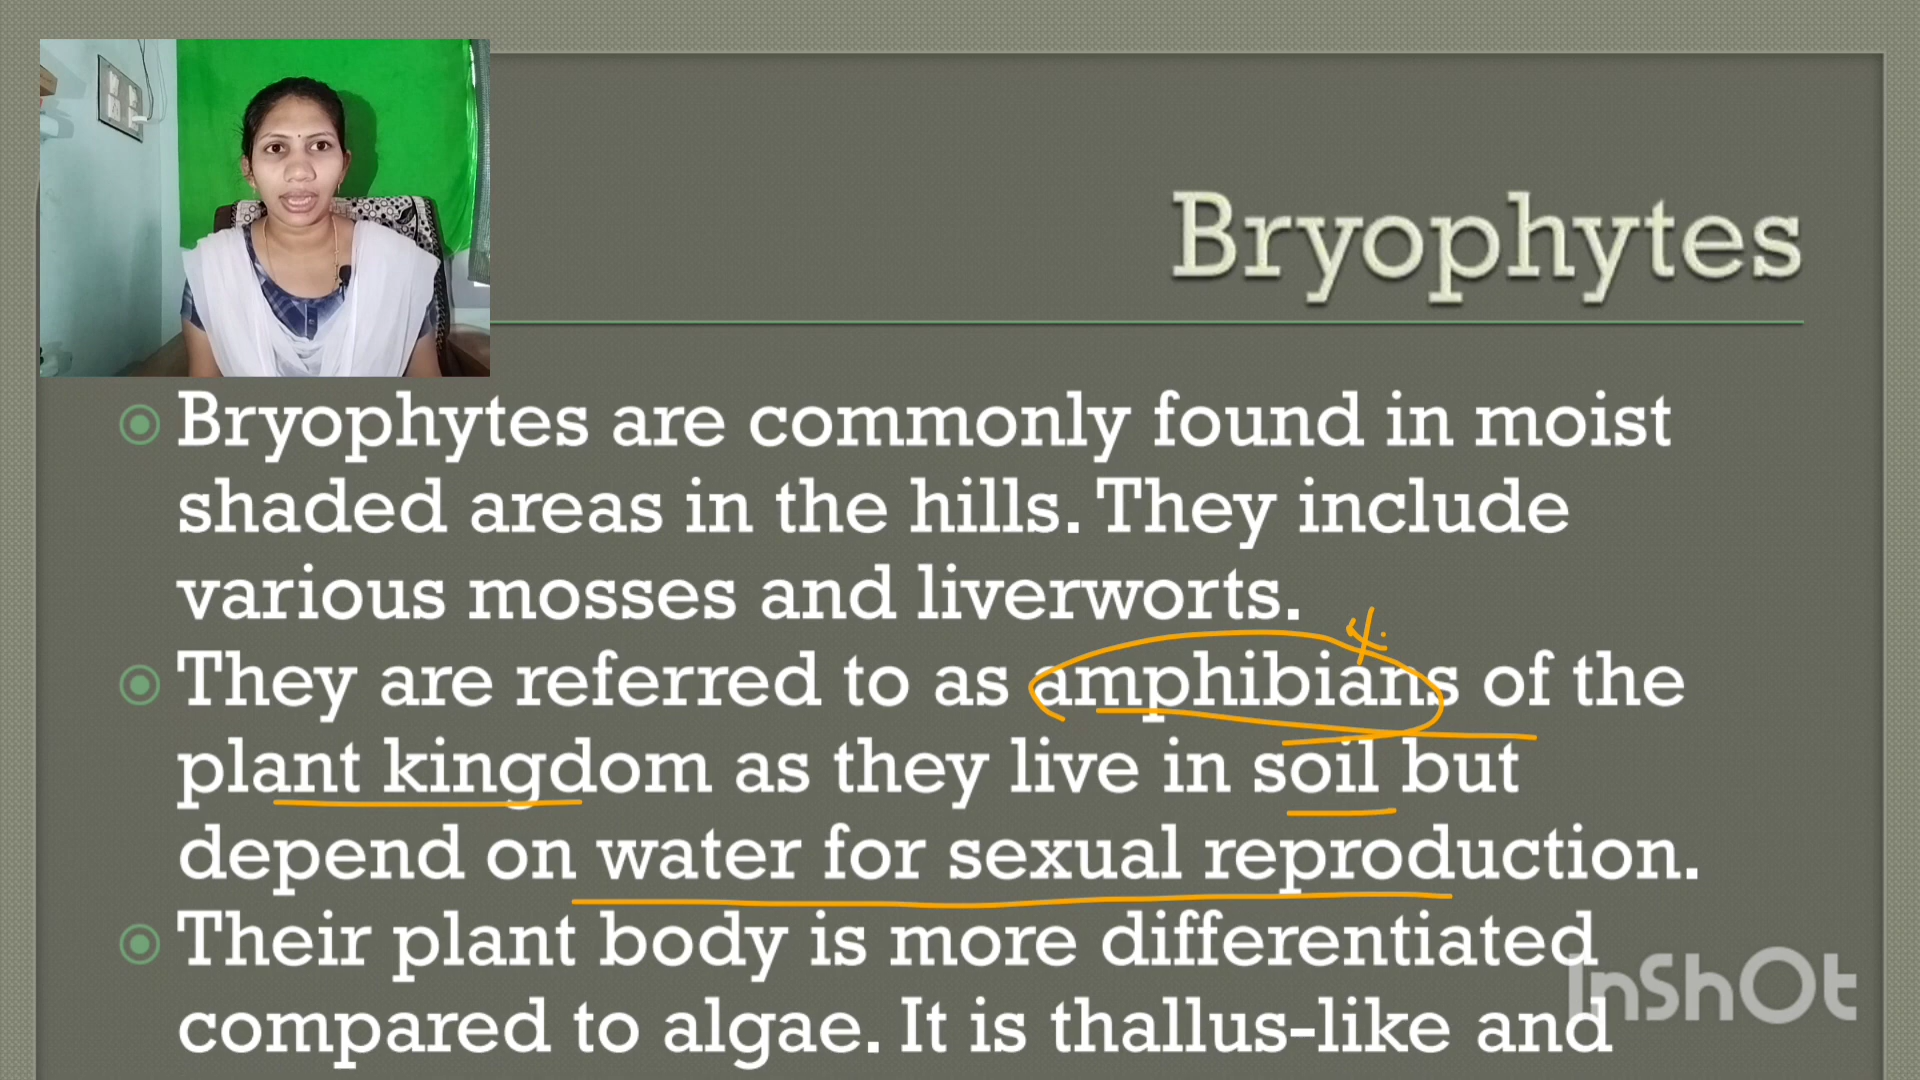 Bryophytes
Bryophytes are commonly found in moist
shaded areas in the hills. They include
various mosses and liverworts.
They are referred to as amphibians of the
plant kingdom as they live in soil but
depend on water for sexual reproduction.
Their plant body is more differentiated
compared to algae. It is thallus-like and
InShOt